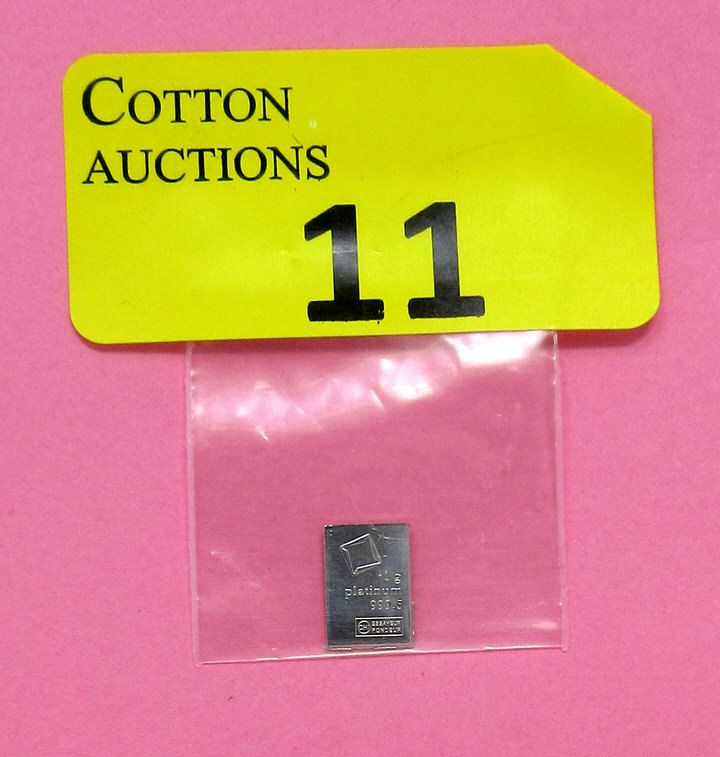 COTTON
AUCTIONS
11
1 g
platinum
999.5
ESSAYEUR
FONDEUR